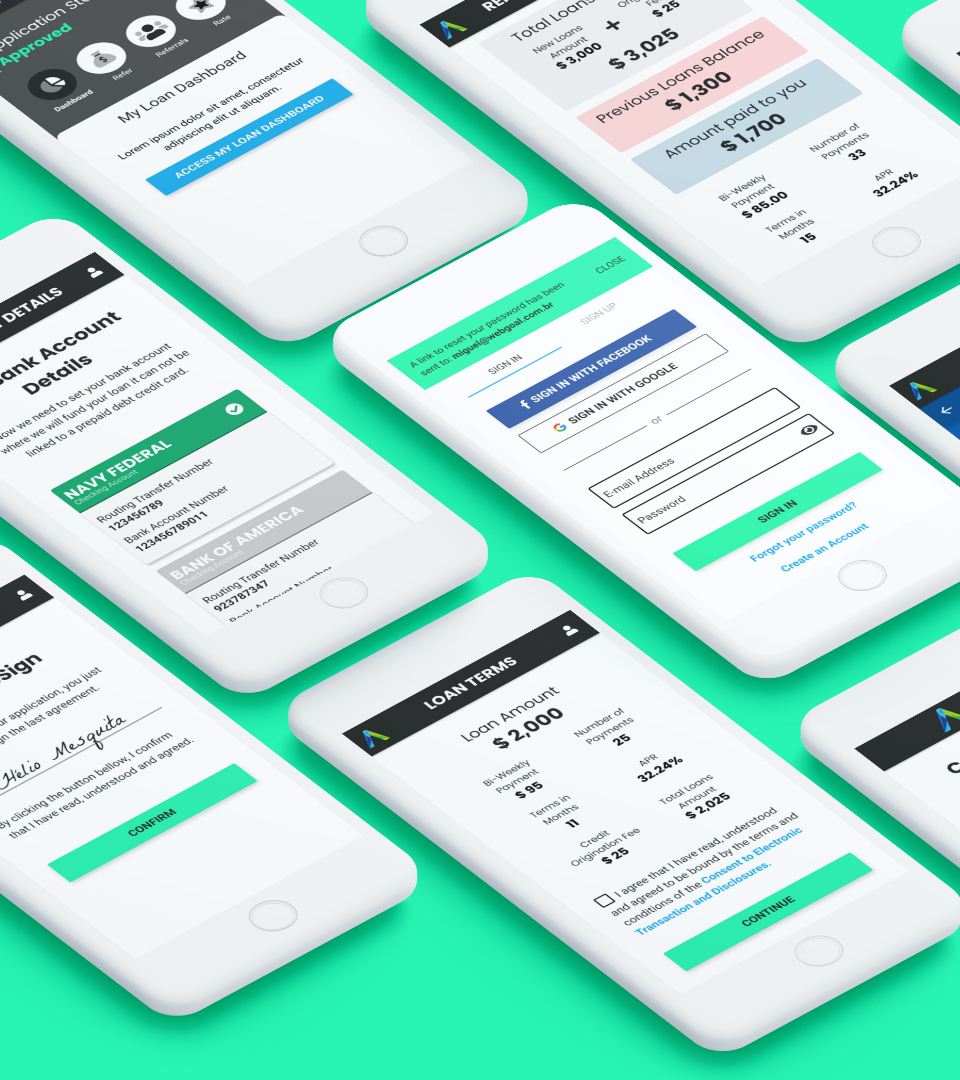 Approved
Dashboard
Refer
Referrals
Rate
My Loan Dashboard
Lorem ipsum dolor sit amet, consectetur
adipiscing elit ut aliquam.
ACCESS MY LOAN DASHBOARD
Total Loans
New Loans
Amount
$ 3,000
+
$ 25
$ 3,025
Previous Loans Balance
$ 1,300
Amount paid to you
$ 1,700
Bi-Weekly
Payment
$ 85.00
Number of
Payments
33
Terms in
Months
15
APR
32.24%
DETAILS
Bank Account
Details
Now we need to set your bank account
where we will fund your loan it can not be
linked to a prepaid debt credit card.
NAVY FEDERAL
Checking Account
Routing Transfer Number
123456789
Bank Account Number
123456789011
BANK OF AMERICA
Checking Account
Routing Transfer Number
923787347
Bank Account Number
A link to reset your password has been
sent to: miguel@webgoal.com.br
CLOSE
SIGN IN
SIGN UP
f SIGN IN WITH FACEBOOK
G SIGN IN WITH GOOGLE
or
E-mail Address
Password
SIGN IN
Forgot your password?
Create an Account
application, you just
the last agreement.
Helio Mesquita
By clicking the button bellow, I confirm
that I have read, understood and agreed.
CONFIRM
LOAN TERMS
Loan Amount
$ 2,000
Bi-Weekly
Payment
$ 95
Number of
Payments
25
Terms in
Months
11
APR
32.24%
Credit
Origination Fee
$ 25
Total Loans
Amount
$ 2,025
I agree that I have read, understood
and agreed to be bound by the terms and
conditions of the Consent to Electronic
Transaction and Disclosures.
CONTINUE